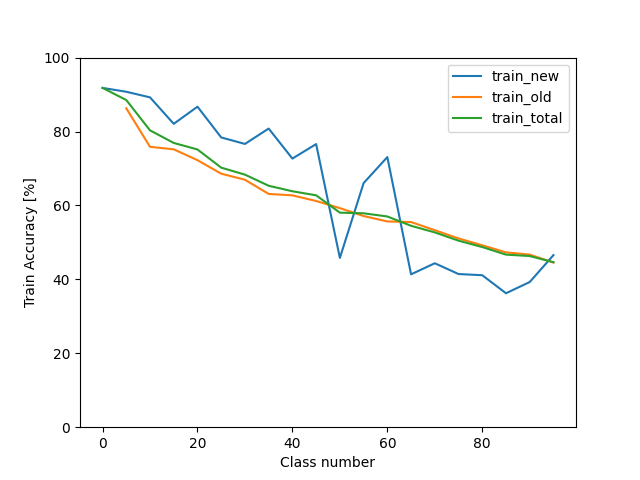 100
80
60
40
20
0
Train Accuracy [%]
train_new
train_old
train_total
0 20 40 60 80
Class number